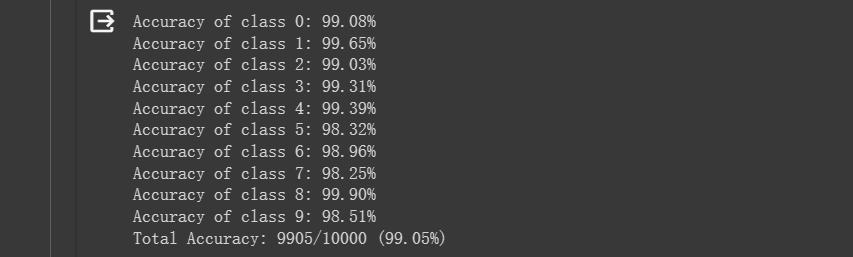 Accuracy of class 0: 99.08%
Accuracy of class 1: 99.65%
Accuracy of class 2: 99.03%
Accuracy of class 3: 99.31%
Accuracy of class 4: 99.39%
Accuracy of class 5: 98.32%
Accuracy of class 6: 98.96%
Accuracy of class 7: 98.25%
Accuracy of class 8: 99.90%
Accuracy of class 9: 98.51%
Total Accuracy: 9905/10000 (99.05%)